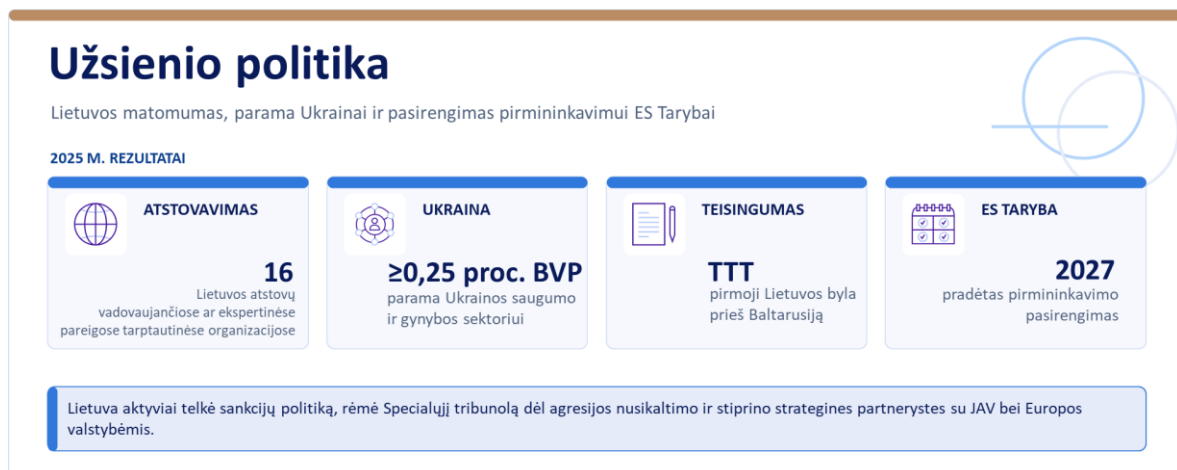 Užsienio politika
Lietuvos matomumas, parama Ukrainai ir pasirengimas pirmininkavimui ES Tarybai
2025 M. REZULTATAI
ATSTOVAVIMAS
16
Lietuvos atstovų
vadovaujančiose ar ekspertinėse
pareigose tarptautinėse organizacijose
UKRAINA
≥0,25 proc. BVP
parama Ukrainos saugumo
ir gynybos sektoriui
TEISINGUMAS
TTT
pirmoji Lietuvos byla
prieš Baltarusiją
ES TARYBA
2027
pradėtas pirmininkavimo
pasirengimas
Lietuva aktyviai telkė sankcijų politiką, rėmė Specialųjį tribunolą dėl agresijos nusikaltimo ir stiprino strategines partnerystes su JAV bei Europos
valstybėmis.